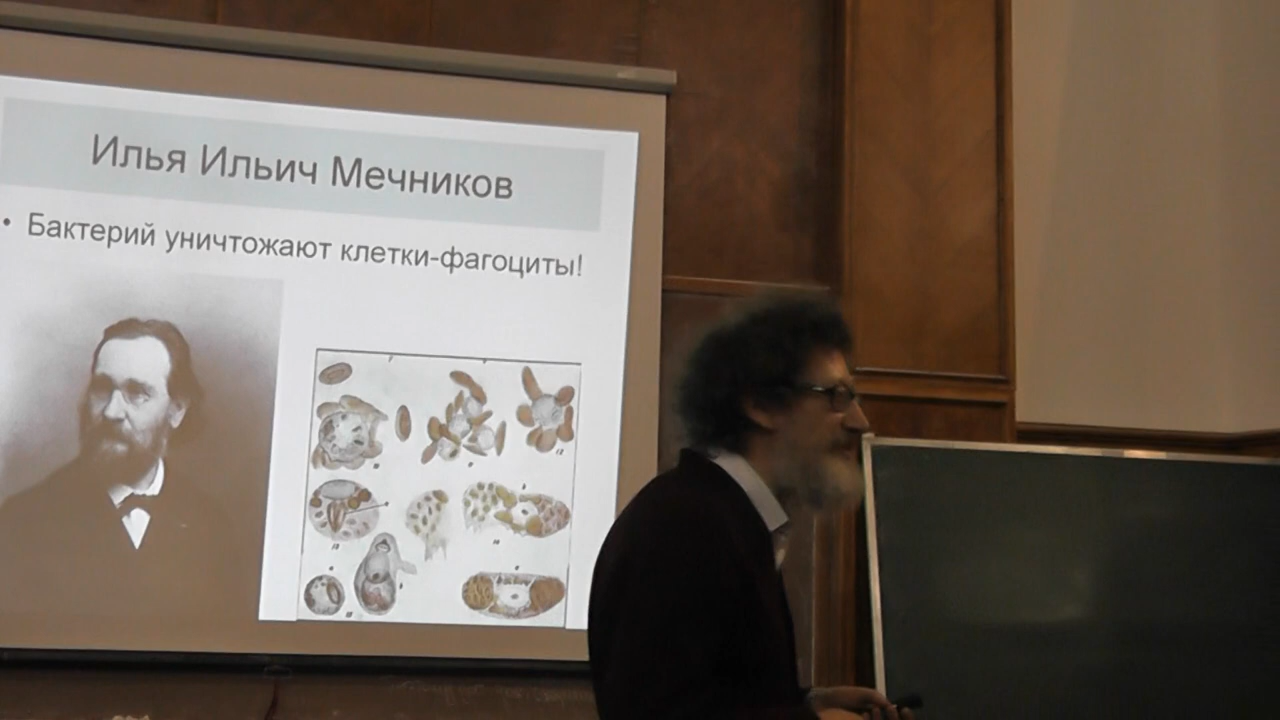 Илья Ильич Мечников
• Бактерий уничтожают клетки-фагоциты!